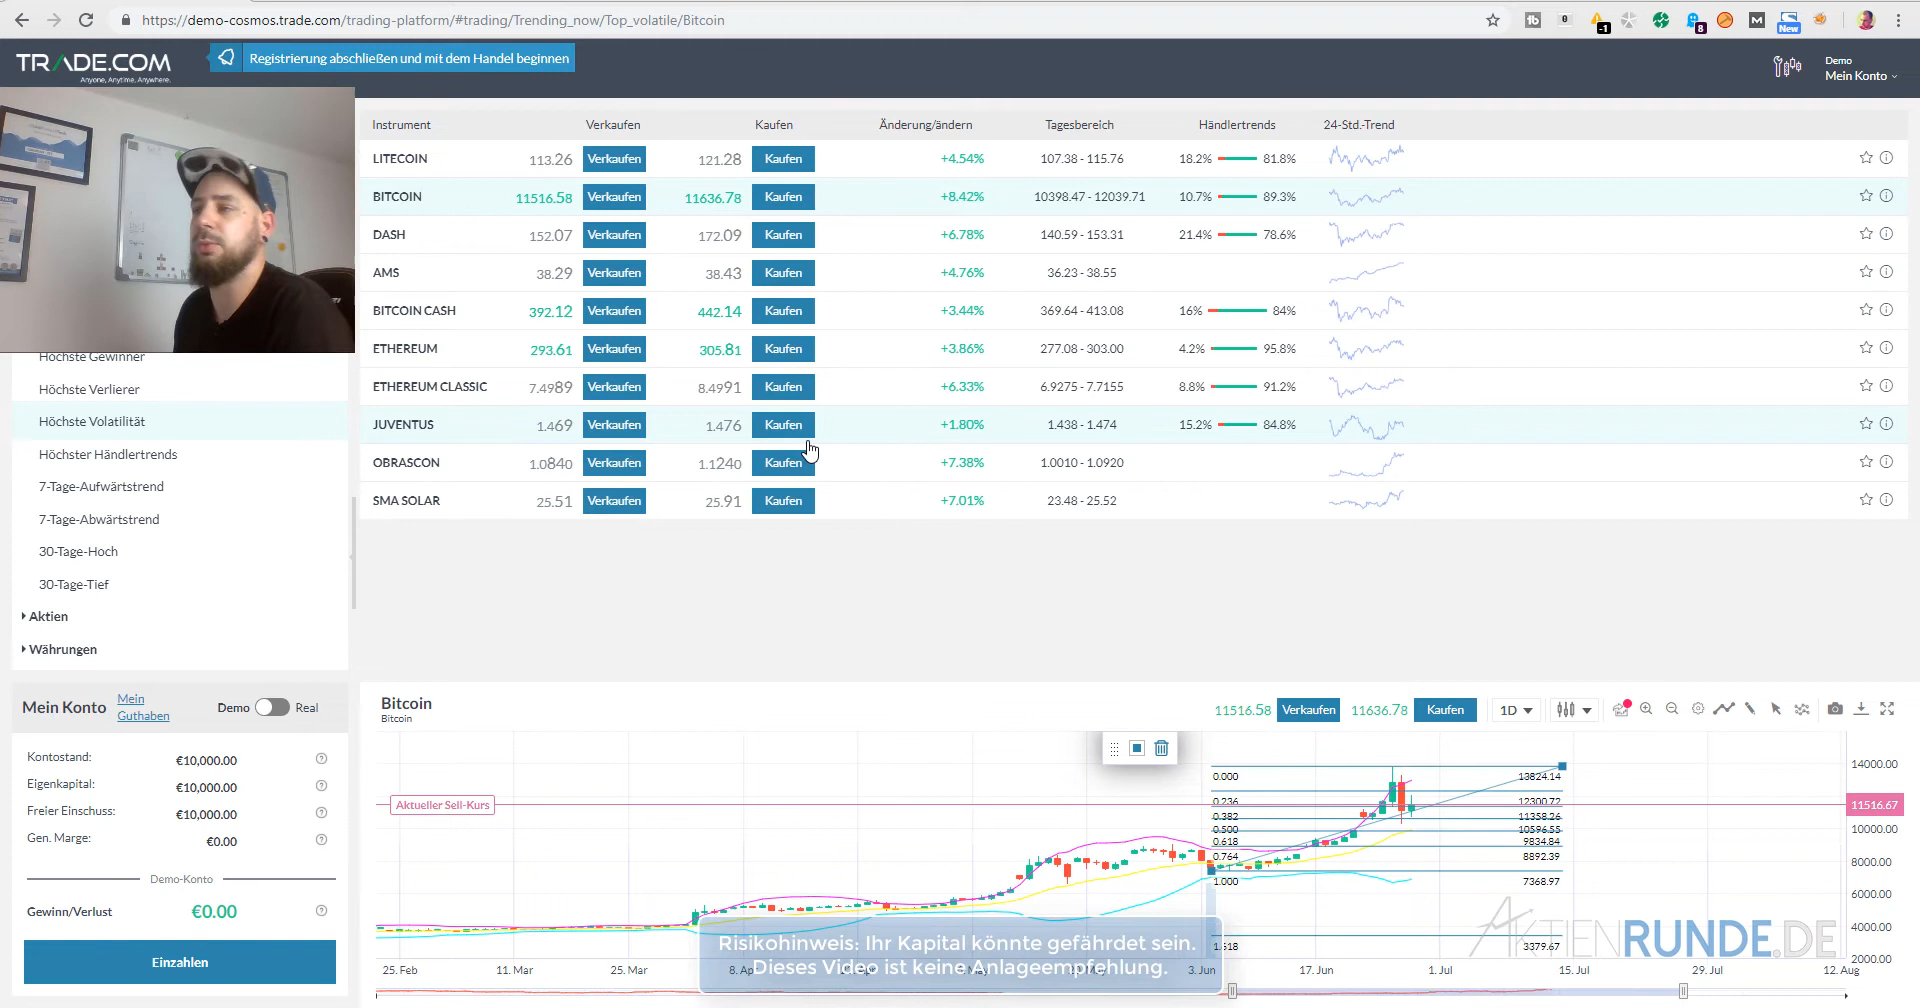 https://demo-cosmos.trade.com/trading-platform/#trading/Trending_now/Top_volatile/Bitcoin
0
-1
8
M
New
TRADE.COM
Anyone, Anytime, Anywhere.
Registrierung abschließen und mit dem Handel beginnen
Demo
Mein Konto
Instrument Verkaufen Kaufen Änderung/ändern Tagesbereich Händlertrends 24-Std.-Trend
LITECOIN 113.26 Verkaufen 121.28 Kaufen +4.54% 107.38 - 115.76 18.2% 81.8%
BITCOIN 11516.58 Verkaufen 11636.78 Kaufen +8.42% 10398.47 - 12039.71 10.7% 89.3%
DASH 152.07 Verkaufen 172.09 Kaufen +6.78% 140.59 - 153.31 21.4% 78.6%
AMS 38.29 Verkaufen 38.43 Kaufen +4.76% 36.23 - 38.55
BITCOIN CASH 392.12 Verkaufen 442.14 Kaufen +3.44% 369.64 - 413.08 16% 84%
ETHEREUM 293.61 Verkaufen 305.81 Kaufen +3.86% 277.08 - 303.00 4.2% 95.8%
ETHEREUM CLASSIC 7.4989 Verkaufen 8.4991 Kaufen +6.33% 6.9275 - 7.7155 8.8% 91.2%
JUVENTUS 1.469 Verkaufen 1.476 Kaufen +1.80% 1.438 - 1.474 15.2% 84.8%
OBRASCON 1.0840 Verkaufen 1.1240 Kaufen +7.38% 1.0010 - 1.0920
SMA SOLAR 25.51 Verkaufen 25.91 Kaufen +7.01% 23.48 - 25.52
Höchste Gewinner
Höchste Verlierer
Höchste Volatilität
Höchster Händlertrends
7-Tage-Aufwärtstrend
7-Tage-Abwärtstrend
30-Tage-Hoch
30-Tage-Tief
Aktien
Währungen
Mein Konto Mein Guthaben Demo Real
Kontostand: €10,000.00
Eigenkapital: €10,000.00
Freier Einschuss: €10,000.00
Gen. Marge: €0.00
Demo-Konto
Gewinn/Verlust €0.00
Einzahlen
Bitcoin
Bitcoin
11516.58 Verkaufen 11636.78 Kaufen 1D
Aktueller Sell-Kurs
0.000 13824.14
0.236 12300.72
0.382 11358.26
0.500 10596.55
0.618 9834.84
0.764 8892.39
1.000 7368.97
1.618 3379.67
14000.00
11516.67
10000.00
8000.00
6000.00
4000.00
2000.00
25. Feb 11. Mar 25. Mar 8. Ap 3. Jun 17. Jun 1. Jul 15. Jul 29. Jul 12. Aug
Risikohinweis: Ihr Kapital könnte gefährdet sein.
Dieses Video ist keine Anlageempfehlung.
AKTIENRUNDE.DE